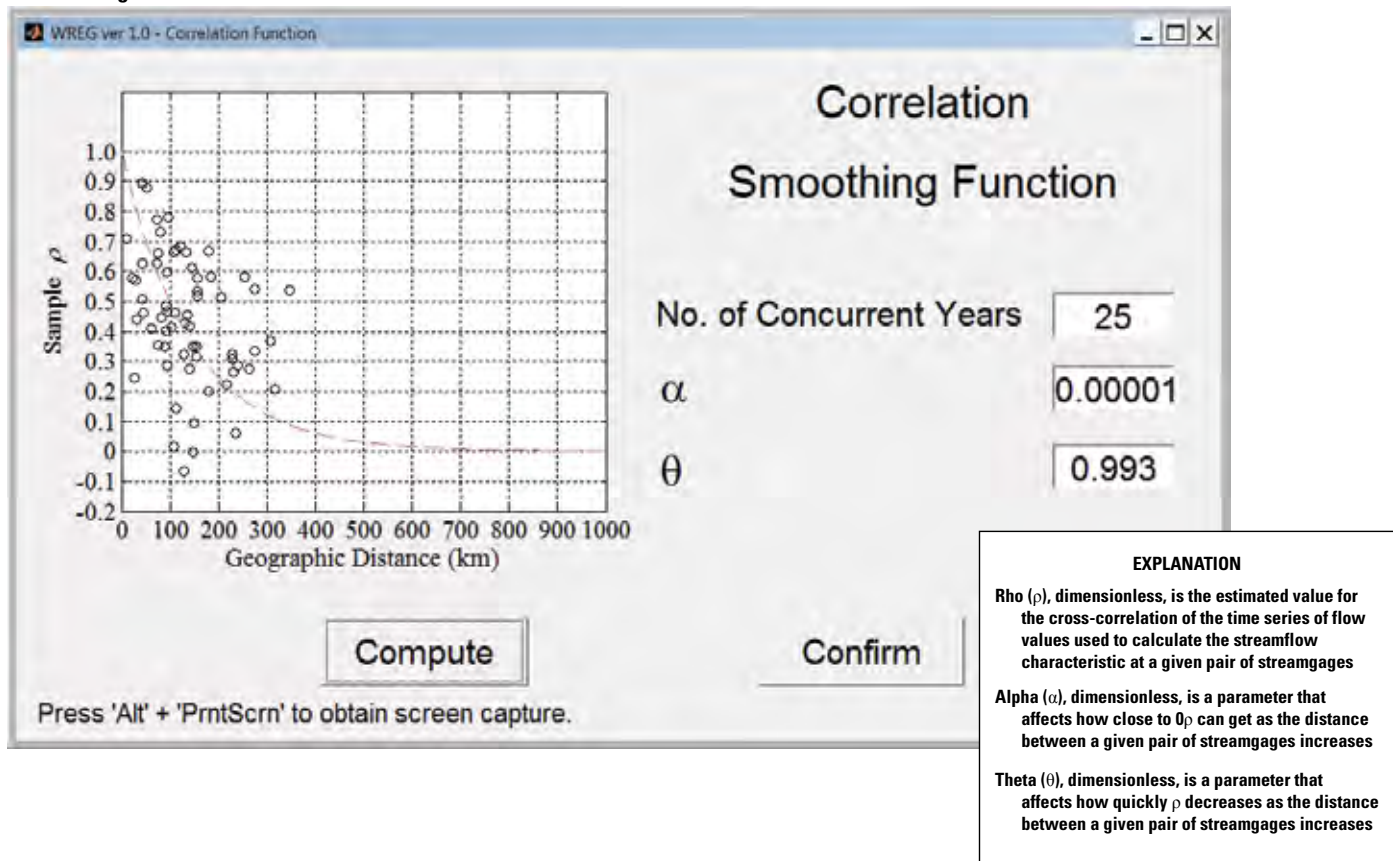 WREG ver 1.0 - Correlation Function
Correlation
Smoothing Function
1.0
0.9
0.8
0.7
0.6
0.5
0.4
0.3
0.2
0.1
0
-0.1
-0.2
Sample ρ
0 100 200 300 400 500 600 700 800 900 1000
Geographic Distance (km)
No. of Concurrent Years 25
α 0.00001
θ 0.993
Compute
Confirm
Press 'Alt' + 'PrntScrn' to obtain screen capture.
EXPLANATION
Rho (ρ), dimensionless, is the estimated value for
the cross-correlation of the time series of flow
values used to calculate the streamflow
characteristic at a given pair of streamgages
Alpha (α), dimensionless, is a parameter that
affects how close to 0ρ can get as the distance
between a given pair of streamgages increases
Theta (θ), dimensionless, is a parameter that
affects how quickly ρ decreases as the distance
between a given pair of streamgages increases